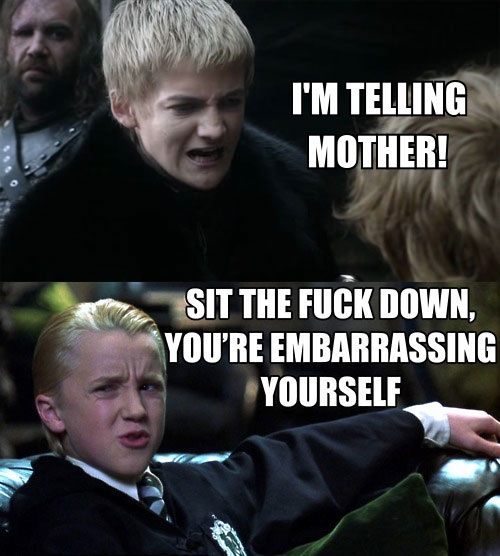 I'M TELLING
MOTHER!
SIT THE FUCK DOWN,
YOU’RE EMBARRASSING
YOURSELF